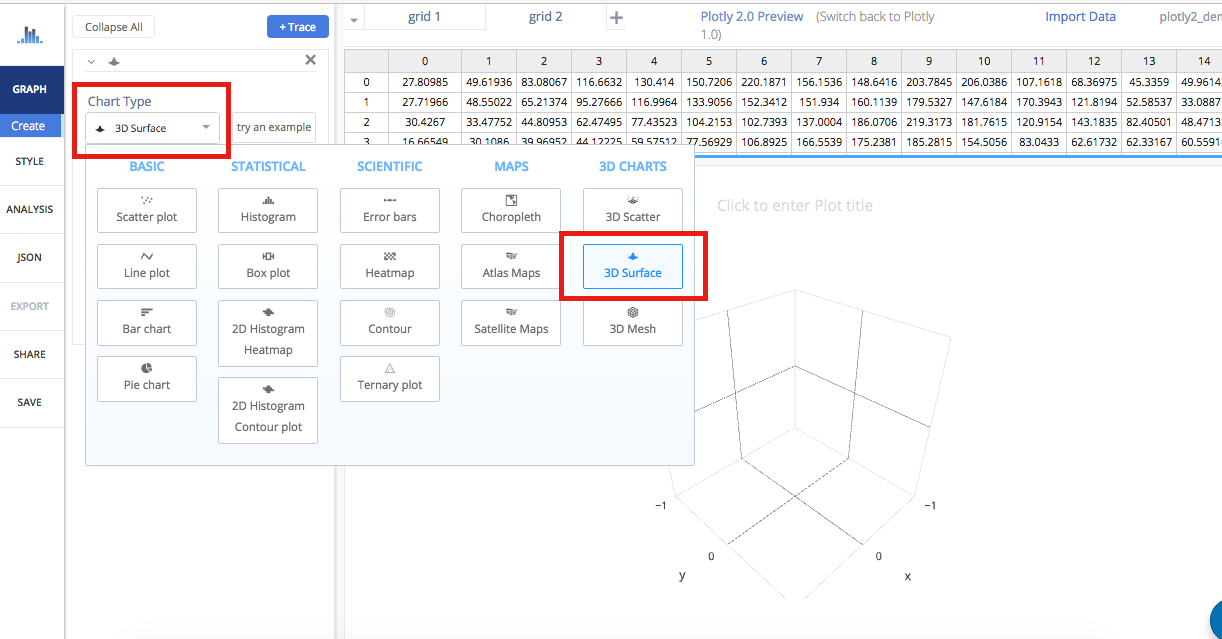 Collapse All
+ Trace
grid 1
grid 2
Plotly 2.0 Preview (Switch back to Plotly
1.0)
Import Data
GRAPH
Create
STYLE
ANALYSIS
JSON
EXPORT
SHARE
SAVE
Chart Type
3D Surface
try an example
0 1 2 3 4 5 6 7 8 9 10 11 12 13 14
0 27.80985 49.61936 83.08067 116.6632 130.414 150.7206 220.1871 156.1536 148.6416 203.7845 206.0386 107.1618 68.36975 45.3359 49.9614
1 27.71966 48.55022 65.21374 95.27666 116.9964 133.9056 152.3412 151.934 160.1139 179.5327 147.6184 170.3943 121.8194 52.58537 33.0887
2 30.4267 33.47752 44.80953 62.47495 77.43523 104.2153 102.7393 137.0004 186.0706 219.3173 181.7615 120.9154 143.1835 82.40501 48.4713
3 16.66549 30.1086 39.96952 44.12225 59.57512 77.56929 106.8925 166.5539 175.2381 185.2815 154.5056 83.0433 62.61732 62.33167 60.5591
BASIC
Scatter plot
Line plot
Bar chart
Pie chart
STATISTICAL
Histogram
Box plot
2D Histogram
Heatmap
2D Histogram
Contour plot
SCIENTIFIC
Error bars
Heatmap
Contour
Ternary plot
MAPS
Choropleth
Atlas Maps
Satellite Maps
3D CHARTS
3D Scatter
3D Surface
3D Mesh
Click to enter Plot title
−1
−1
0
0
y
x